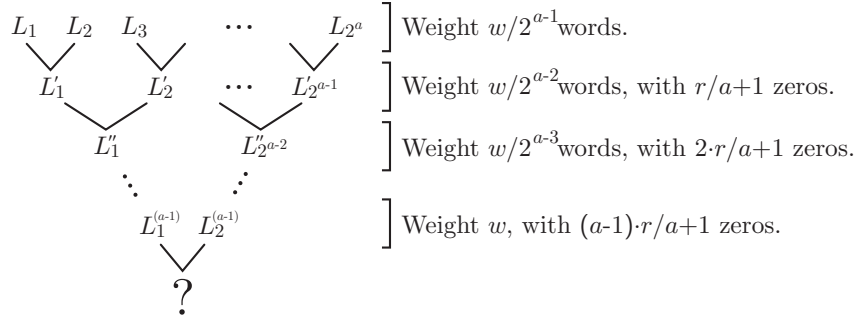 L₁ L₂ L₃ ⋯ L_{2^a} Weight w/2^{a-1}words.
L'₁ L'₂ ⋯ L'_{2^{a-1}} Weight w/2^{a-2}words, with r/a+1 zeros.
L''₁ L''_{2^{a-2}} Weight w/2^{a-3}words, with 2·r/a+1 zeros.
L₁^{(a-1)} L₂^{(a-1)} Weight w, with (a-1)·r/a+1 zeros.
?